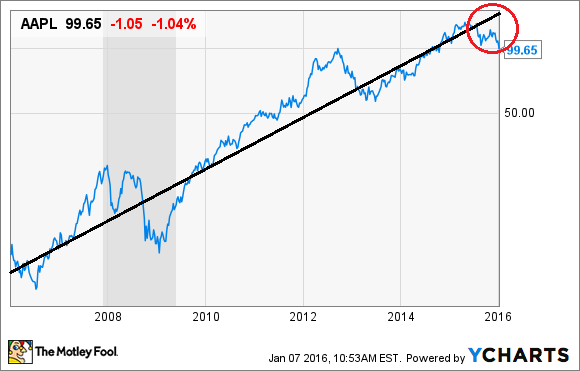 AAPL 99.65 -1.05 -1.04%
99.65
50.00
2008 2010 2012 2014 2016
The Motley Fool.
Jan 07 2016, 10:53AM EST. Powered by YCHARTS